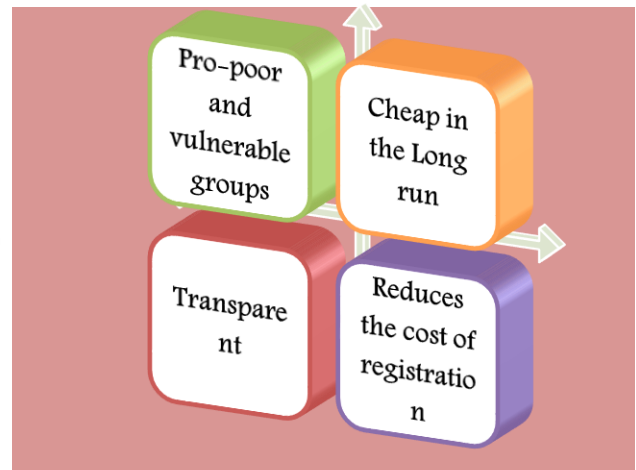 Pro-poor
and
vulnerable
groups
Cheap in
the Long
run
Transpare
nt
Reduces
the cost of
registratio
n